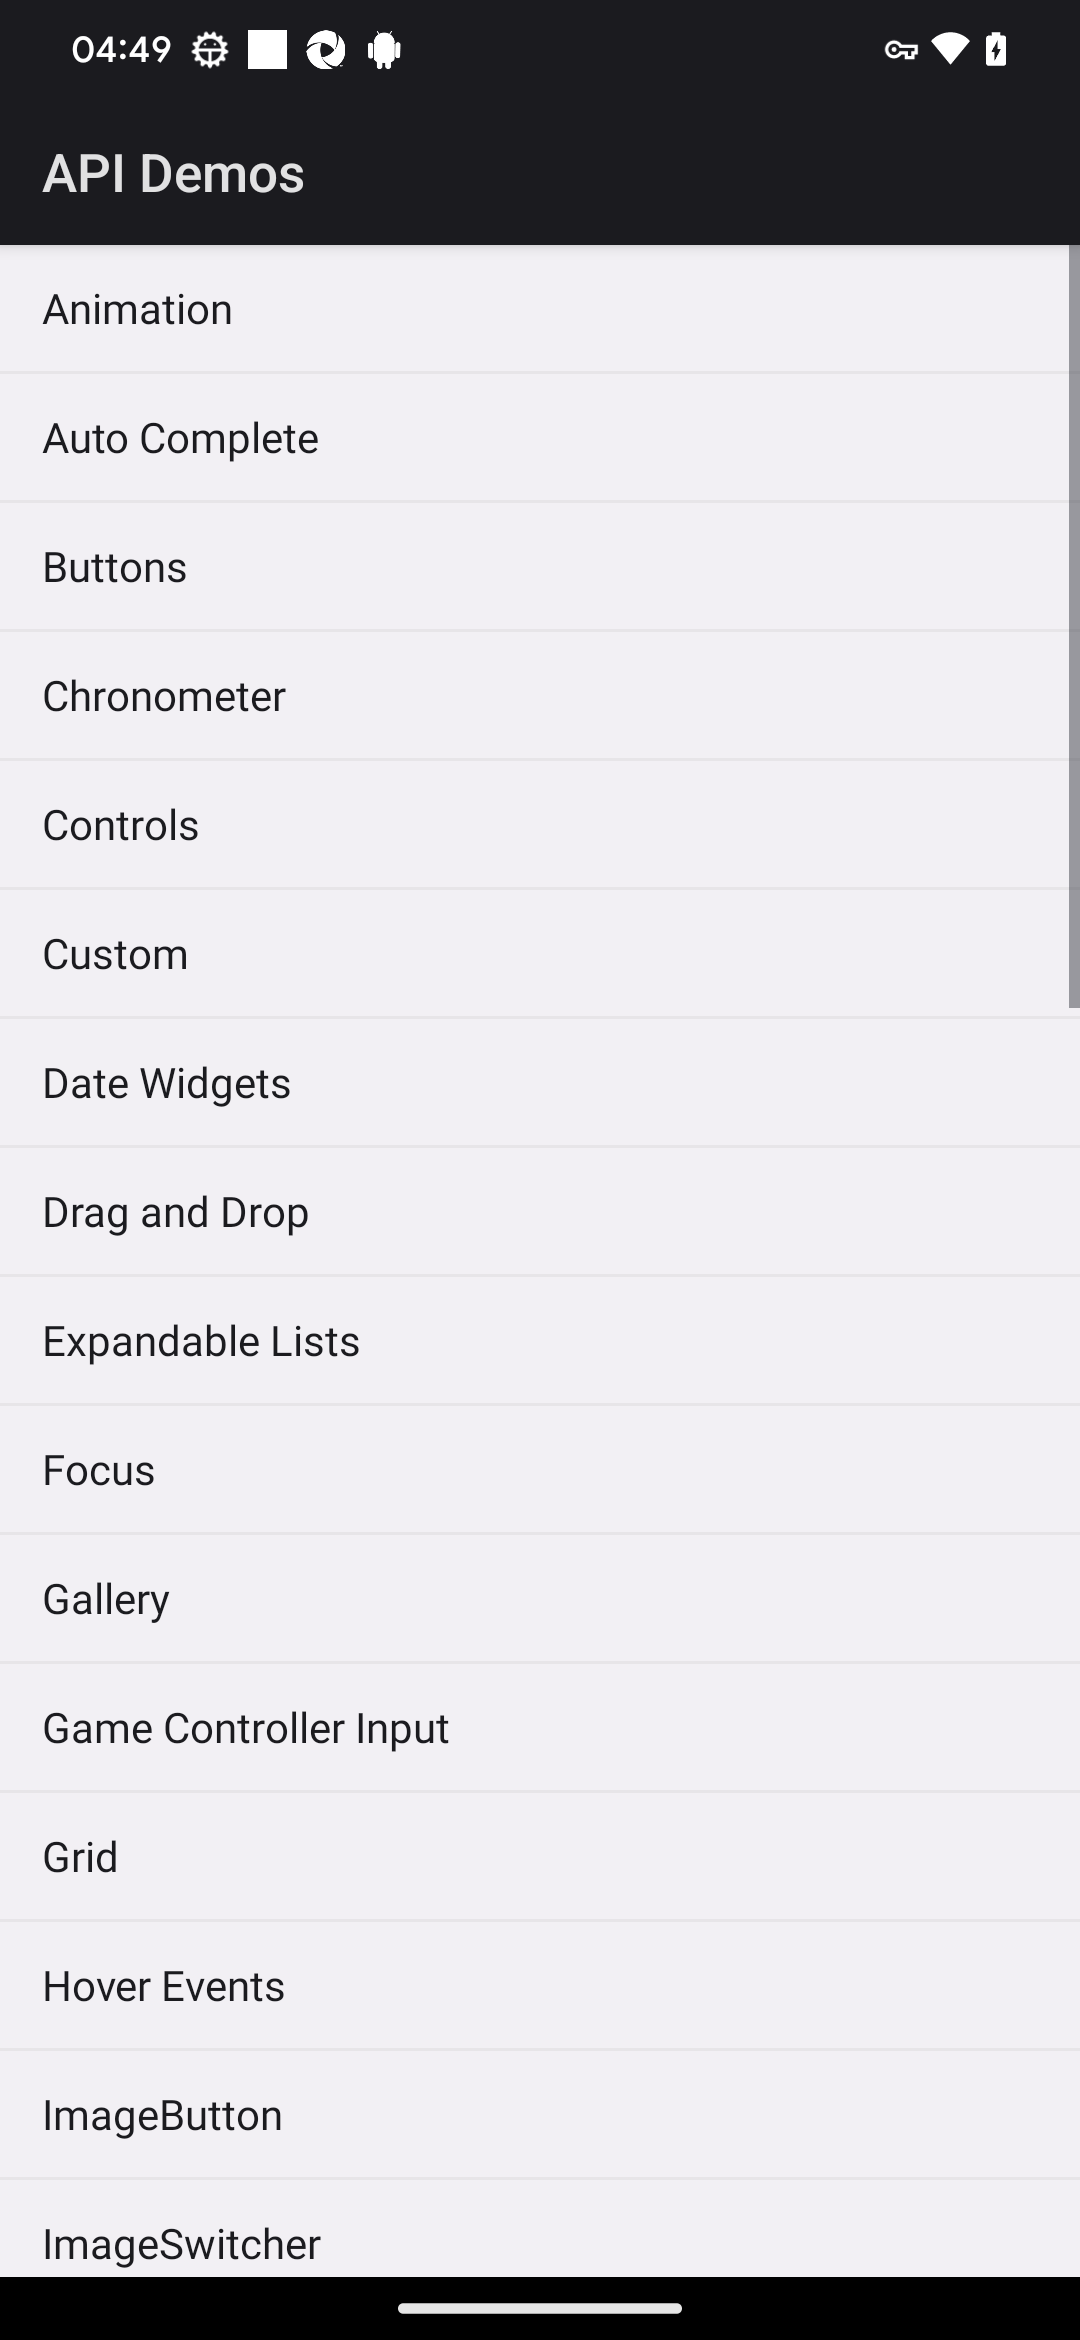 04:49
API Demos
Animation
Auto Complete
Buttons
Chronometer
Controls
Custom
Date Widgets
Drag and Drop
Expandable Lists
Focus
Gallery
Game Controller Input
Grid
Hover Events
ImageButton
ImageSwitcher